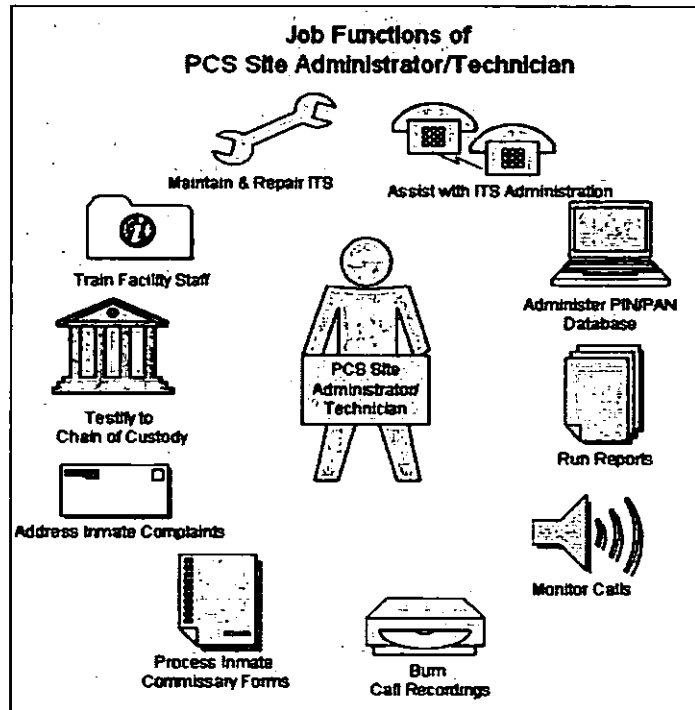 Job Functions of
PCS Site Administrator/Technician
Maintain & Repair ITS
Assist with ITS Administration
Train Facility Staff
Administer PIN/PAN
Database
PCS Site
Administrator/
Technician
Testify to
Chain of Custody
Run Reports
Address Inmate Complaints
Monitor Calls
Process Inmate
Commissary Forms
Burn
Call Recordings